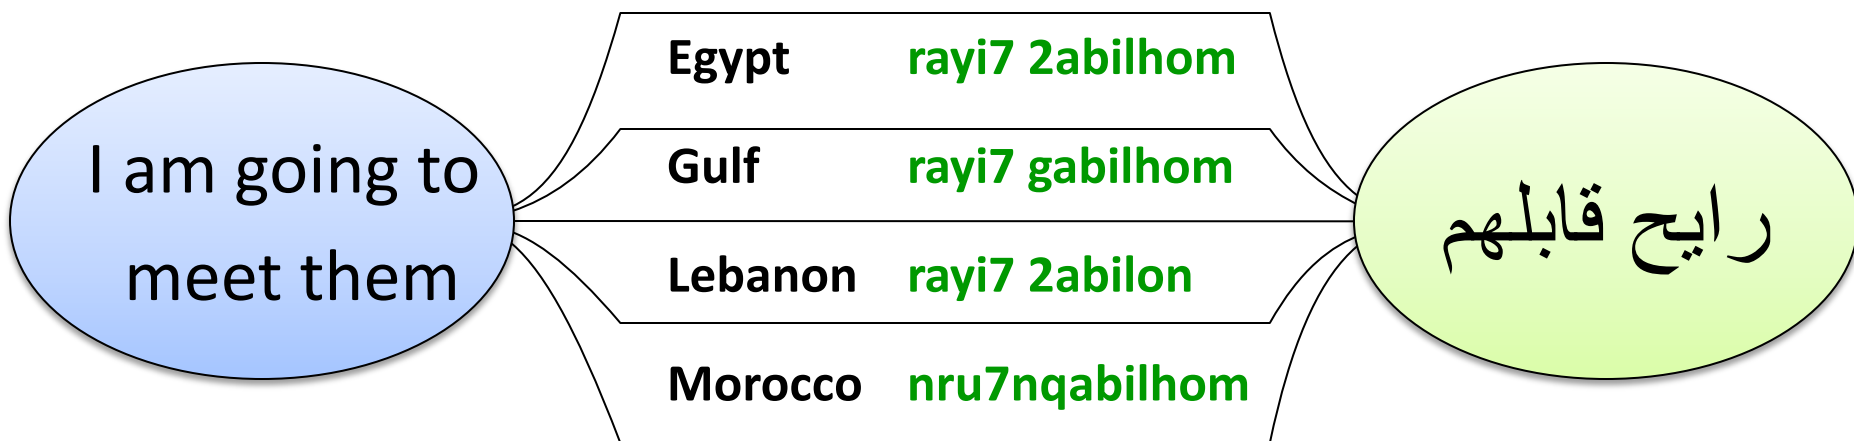 I am going to
meet them
Egypt rayi7 2abilhom
Gulf rayi7 gabilhom
Lebanon rayi7 2abilon
Morocco nru7nqabilhom
رايح قابلهم